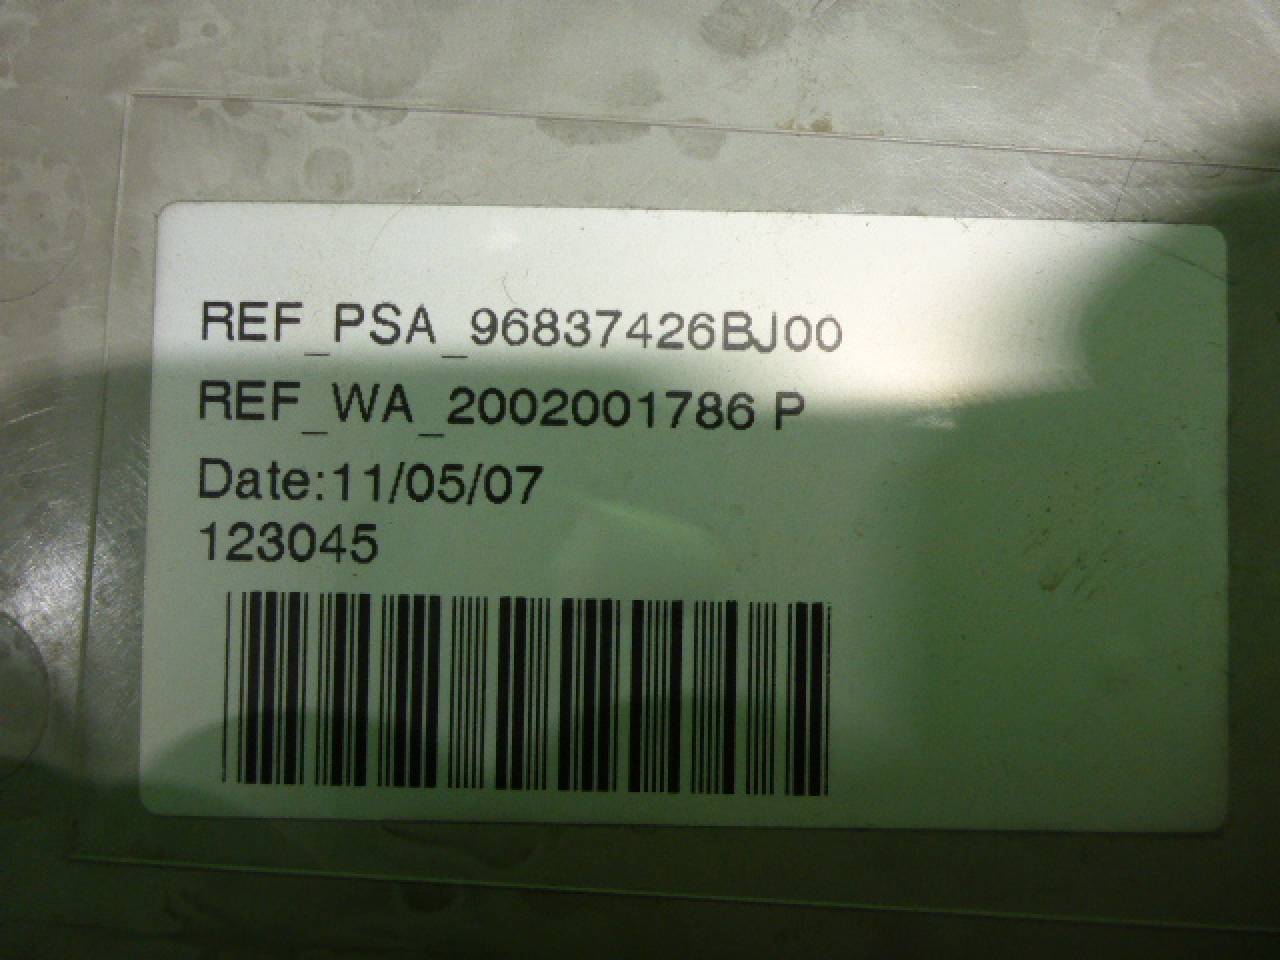 REF_PSA_96837426BJ00
REF_WA_2002001786 P
Date:11/05/07
123045